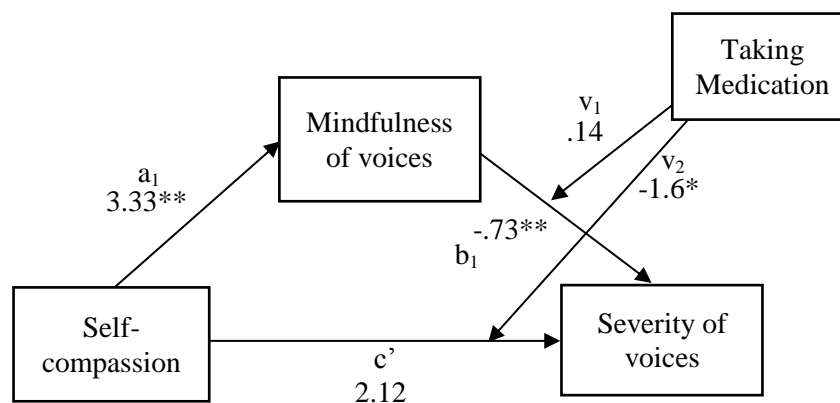 Taking
Medication
Mindfulness
of voices
v1
.14
v2
-1.6*
a1
3.33**
-.73**
b1
Self-
compassion
Severity of
voices
c’
2.12